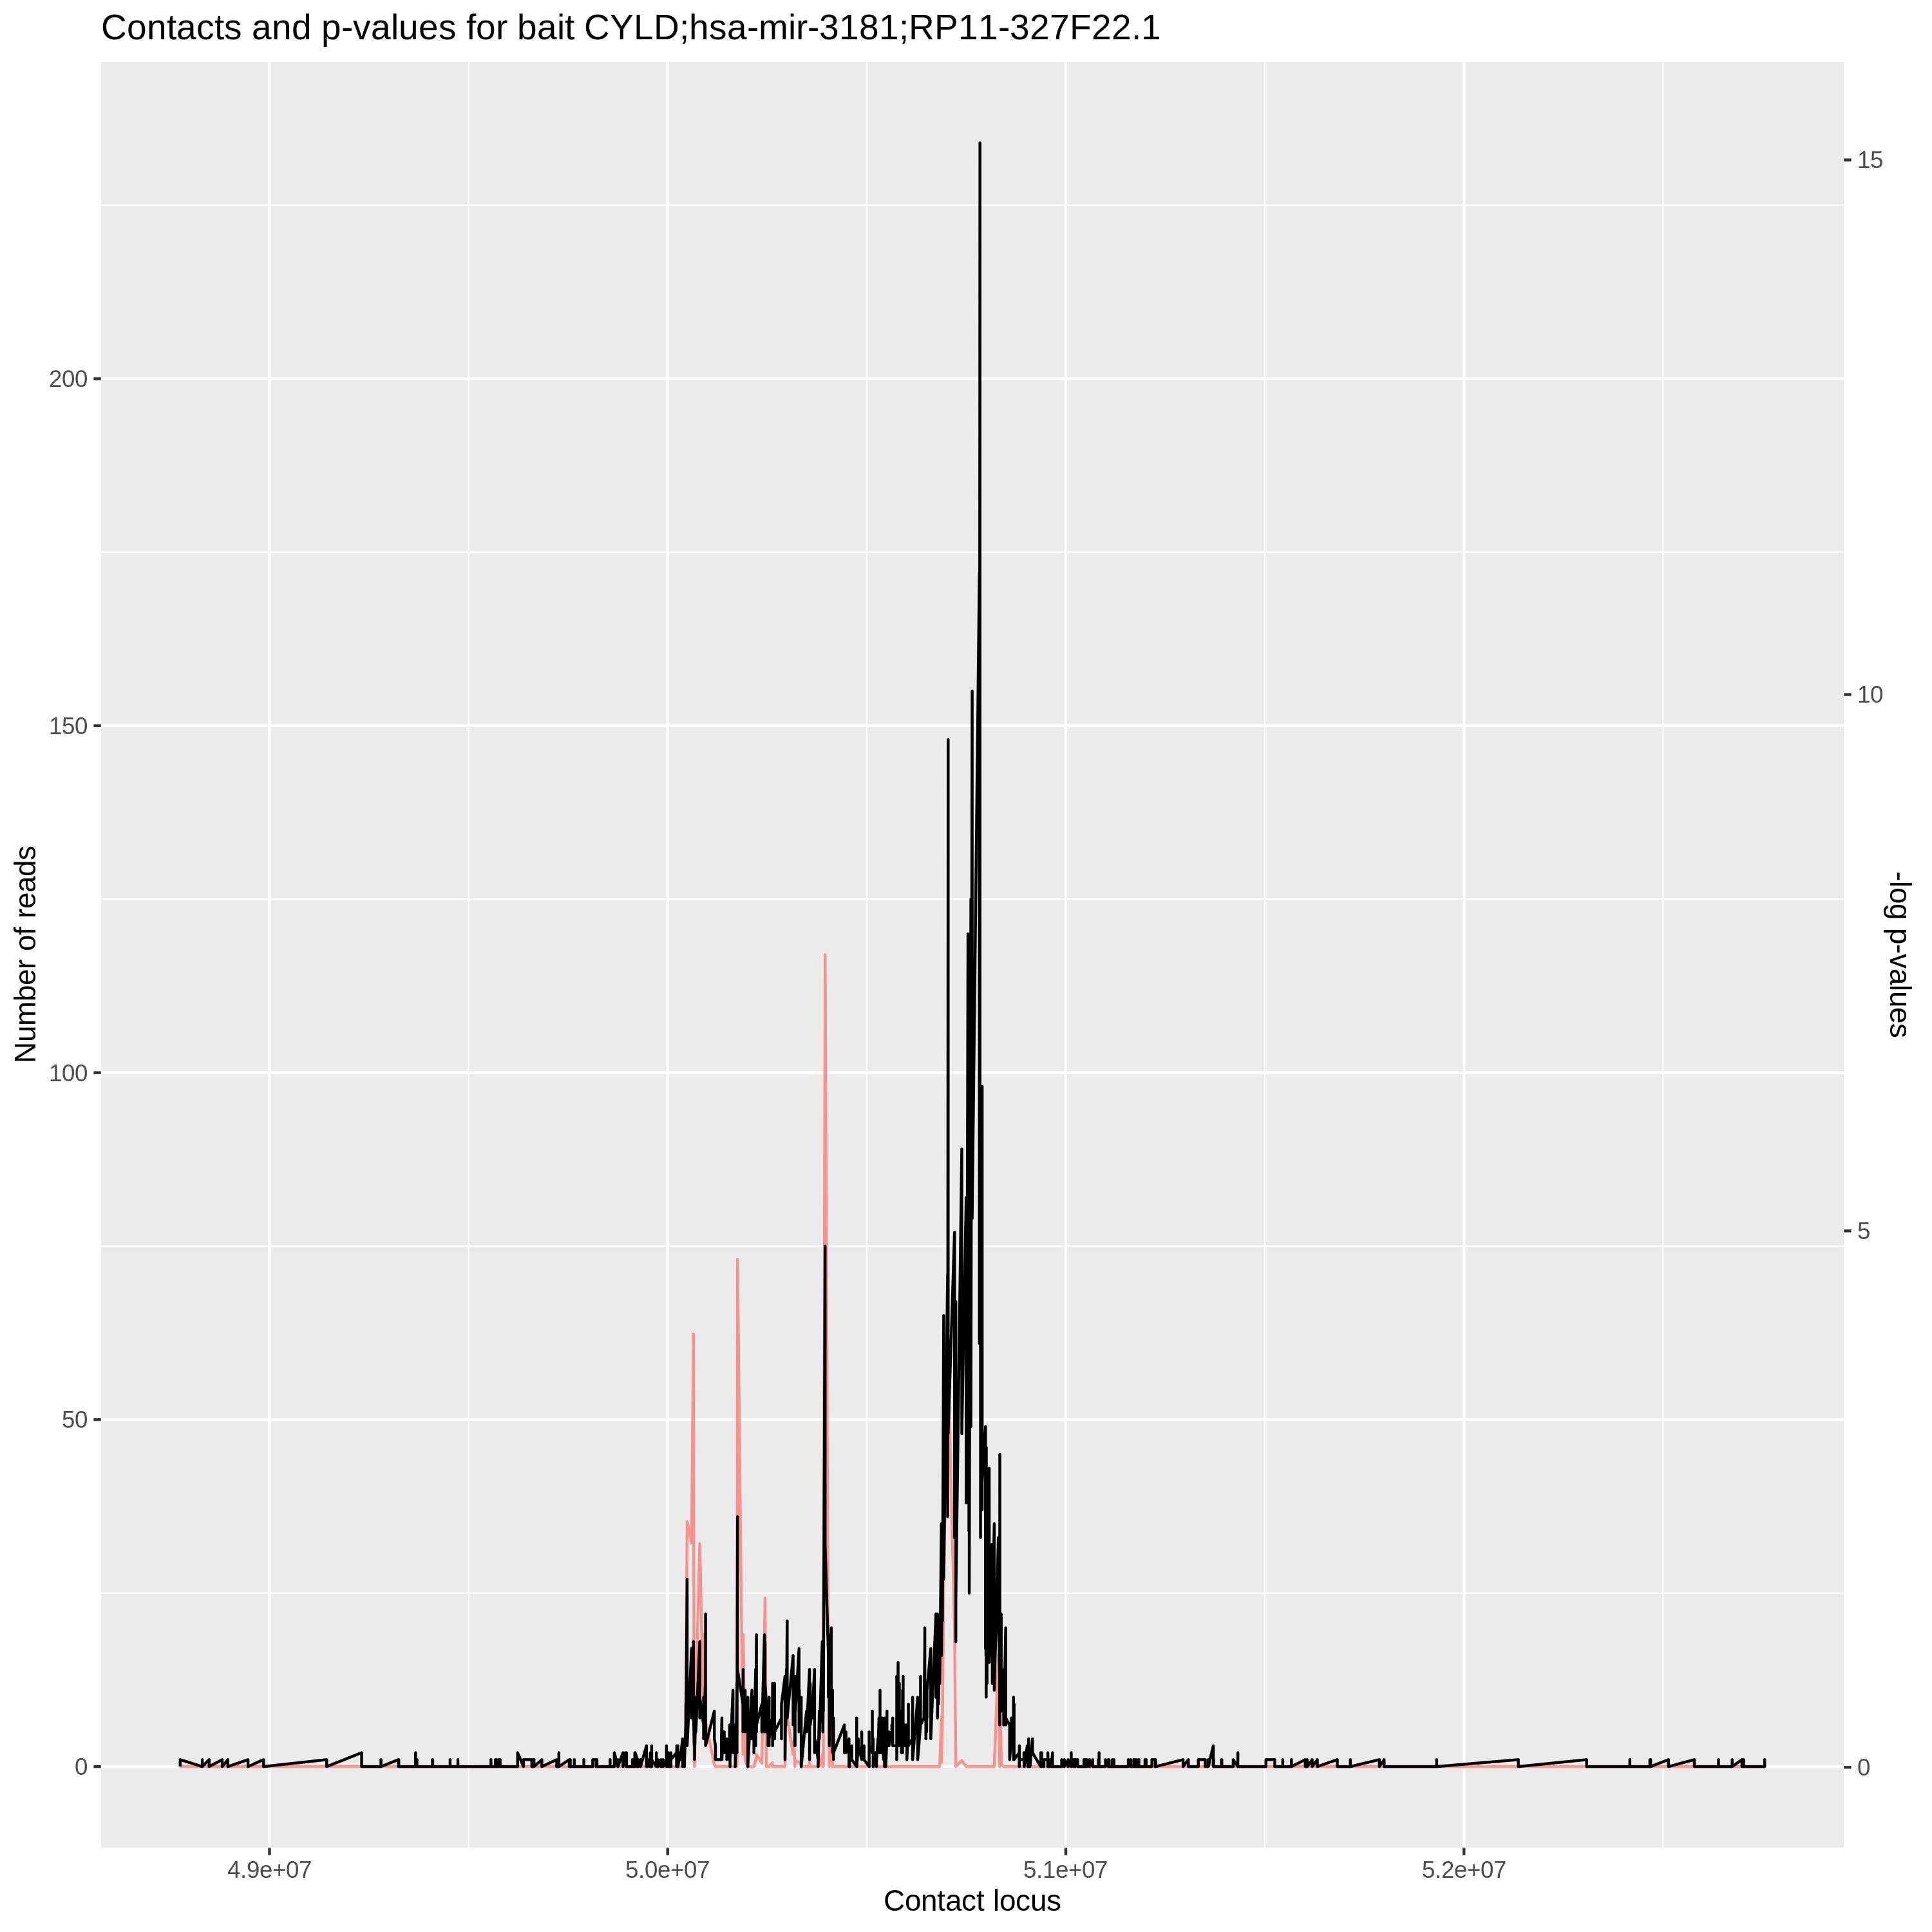 Contacts and p-values for bait CYLD;hsa-mir-3181;RP11-327F22.1
Number of reads
200
150
100
50
0
15
10
5
0
-log p-values
4.9e+07
5.0e+07
5.1e+07
5.2e+07
Contact locus